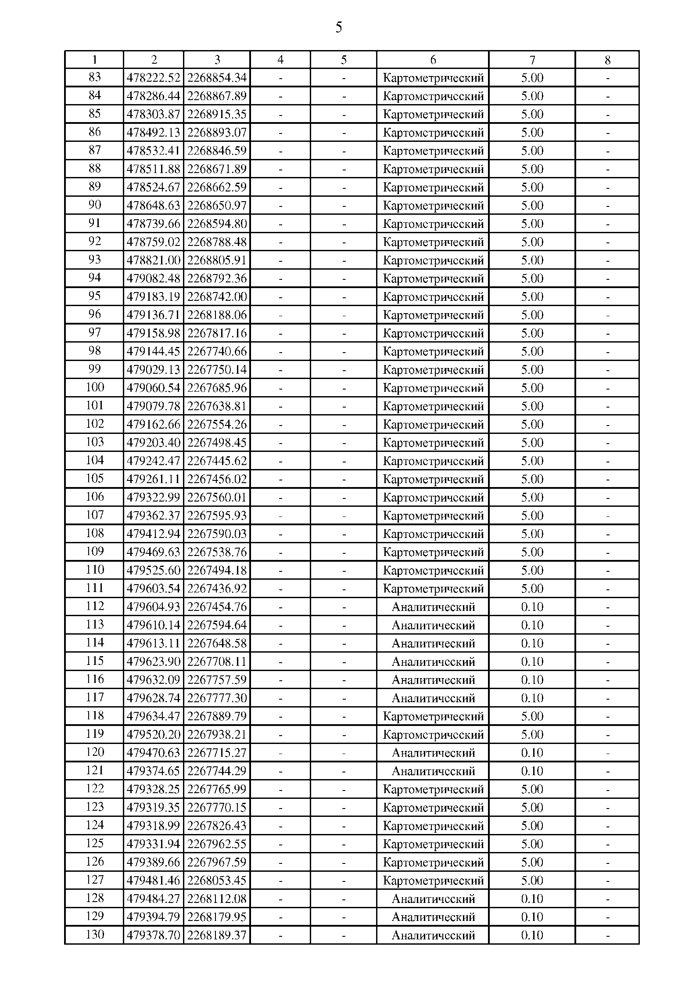 5
1 2 3 4 5 6 7 8
83 478222.52 2268854.34 - - Картометрический 5.00 -
84 478286.44 2268867.89 - - Картометрический 5.00 -
85 478303.87 2268915.35 - - Картометрический 5.00 -
86 478492.13 2268893.07 - - Картометрический 5.00 -
87 478532.41 2268846.59 - - Картометрический 5.00 -
88 478511.88 2268671.89 - - Картометрический 5.00 -
89 478524.67 2268662.59 - - Картометрический 5.00 -
90 478648.63 2268650.97 - - Картометрический 5.00 -
91 478739.66 2268594.80 - - Картометрический 5.00 -
92 478759.02 2268788.48 - - Картометрический 5.00 -
93 478821.00 2268805.91 - - Картометрический 5.00 -
94 479082.48 2268792.36 - - Картометрический 5.00 -
95 479183.19 2268742.00 - - Картометрический 5.00 -
96 479136.71 2268188.06 - - Картометрический 5.00 -
97 479158.98 2267817.16 - - Картометрический 5.00 -
98 479144.45 2267740.66 - - Картометрический 5.00 -
99 479029.13 2267750.14 - - Картометрический 5.00 -
100 479060.54 2267685.96 - - Картометрический 5.00 -
101 479079.78 2267638.81 - - Картометрический 5.00 -
102 479162.66 2267554.26 - - Картометрический 5.00 -
103 479203.40 2267498.45 - - Картометрический 5.00 -
104 479242.47 2267445.62 - - Картометрический 5.00 -
105 479261.11 2267456.02 - - Картометрический 5.00 -
106 479322.99 2267560.01 - - Картометрический 5.00 -
107 479362.37 2267595.93 - - Картометрический 5.00 -
108 479412.94 2267590.03 - - Картометрический 5.00 -
109 479469.63 2267538.76 - - Картометрический 5.00 -
110 479525.60 2267494.18 - - Картометрический 5.00 -
111 479603.54 2267436.92 - - Картометрический 5.00 -
112 479604.93 2267454.76 - - Аналитический 0.10 -
113 479610.14 2267594.64 - - Аналитический 0.10 -
114 479613.11 2267648.58 - - Аналитический 0.10 -
115 479623.90 2267708.11 - - Аналитический 0.10 -
116 479632.09 2267757.59 - - Аналитический 0.10 -
117 479628.74 2267777.30 - - Аналитический 0.10 -
118 479634.47 2267889.79 - - Картометрический 5.00 -
119 479520.20 2267938.21 - - Картометрический 5.00 -
120 479470.63 2267715.27 - - Аналитический 0.10 -
121 479374.65 2267744.29 - - Аналитический 0.10 -
122 479328.25 2267765.99 - - Картометрический 5.00 -
123 479319.35 2267770.15 - - Картометрический 5.00 -
124 479318.99 2267826.43 - - Картометрический 5.00 -
125 479331.94 2267962.55 - - Картометрический 5.00 -
126 479389.66 2267967.59 - - Картометрический 5.00 -
127 479481.46 2268053.45 - - Картометрический 5.00 -
128 479484.27 2268112.08 - - Аналитический 0.10 -
129 479394.79 2268179.95 - - Аналитический 0.10 -
130 479378.70 2268189.37 - - Аналитический 0.10 -